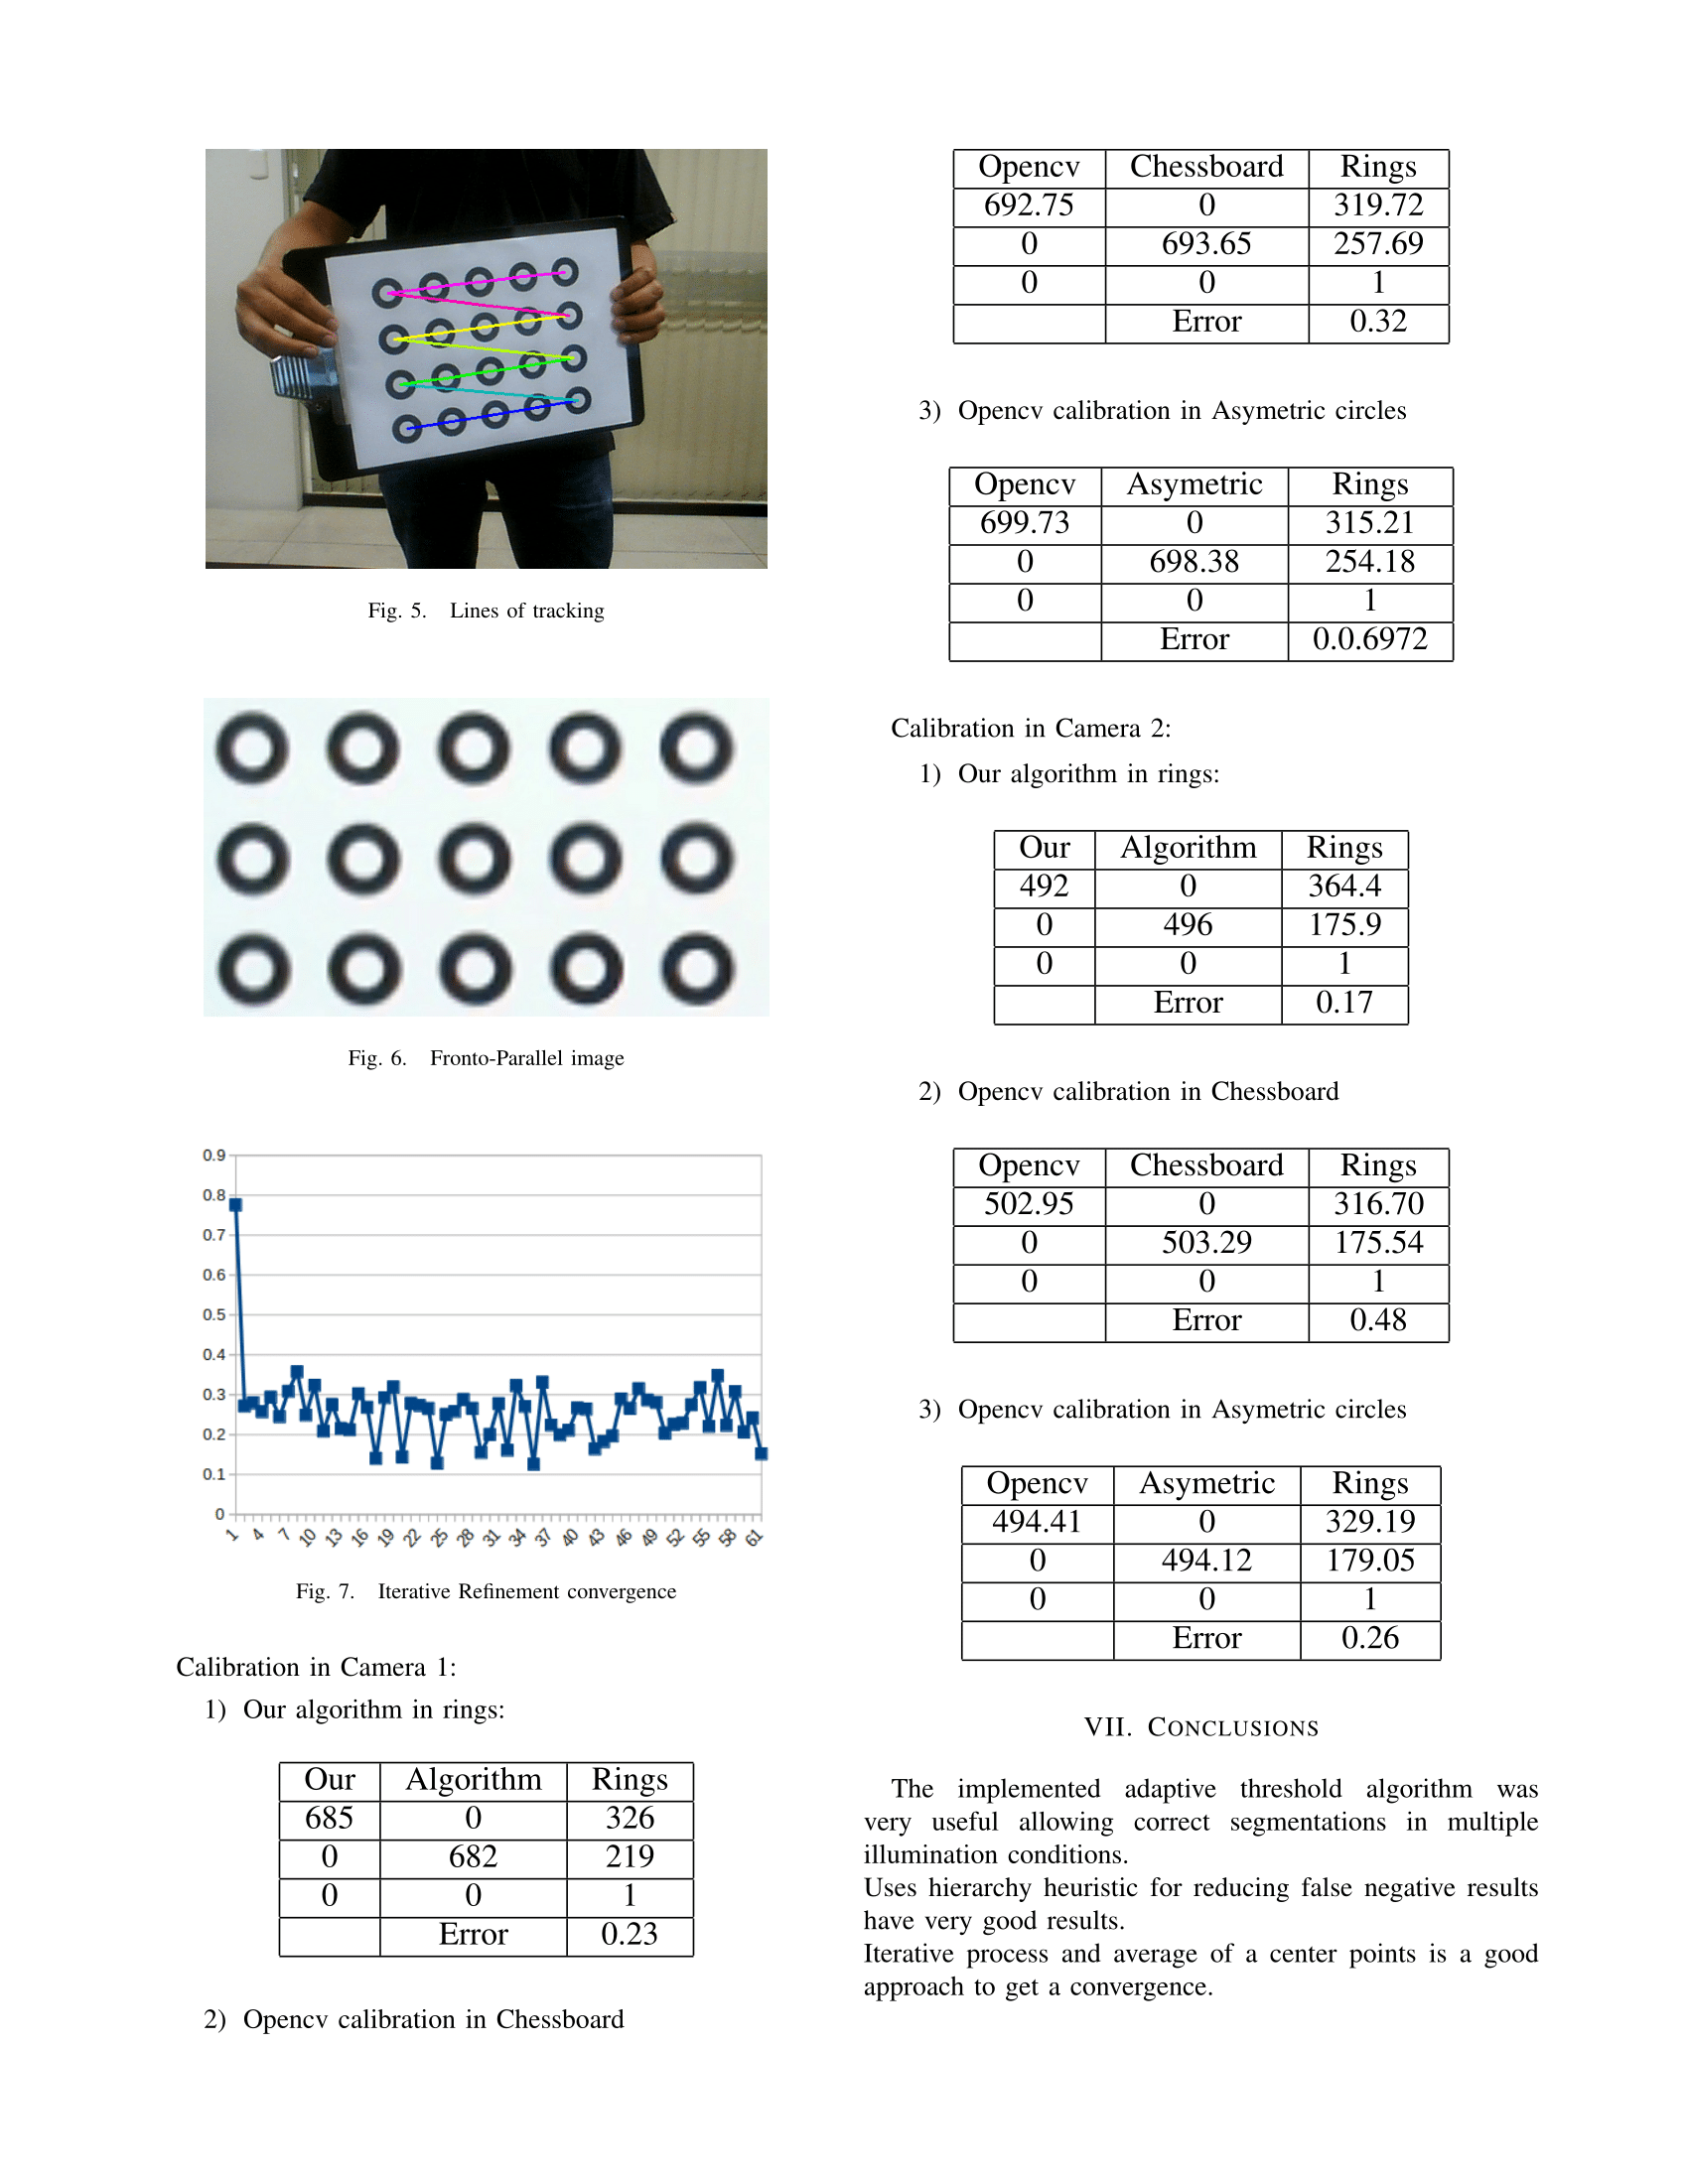 Fig. 5. Lines of tracking
Fig. 6. Fronto-Parallel image
0.9
0.8
0.7
0.6
0.5
0.4
0.3
0.2
0.1
0
1 4 7 10 13 16 19 22 25 28 31 34 37 40 43 46 49 52 55 58 61
Fig. 7. Iterative Refinement convergence
Calibration in Camera 1:
1) Our algorithm in rings:
Our Algorithm Rings
685 0 326
0 682 219
0 0 1
Error 0.23
2) Opencv calibration in Chessboard
Opencv Chessboard Rings
692.75 0 319.72
0 693.65 257.69
0 0 1
Error 0.32
3) Opencv calibration in Asymetric circles
Opencv Asymetric Rings
699.73 0 315.21
0 698.38 254.18
0 0 1
Error 0.0.6972
Calibration in Camera 2:
1) Our algorithm in rings:
Our Algorithm Rings
492 0 364.4
0 496 175.9
0 0 1
Error 0.17
2) Opencv calibration in Chessboard
Opencv Chessboard Rings
502.95 0 316.70
0 503.29 175.54
0 0 1
Error 0.48
3) Opencv calibration in Asymetric circles
Opencv Asymetric Rings
494.41 0 329.19
0 494.12 179.05
0 0 1
Error 0.26
VII. CONCLUSIONS
The implemented adaptive threshold algorithm was
very useful allowing correct segmentations in multiple
illumination conditions.
Uses hierarchy heuristic for reducing false negative results
have very good results.
Iterative process and average of a center points is a good
approach to get a convergence.